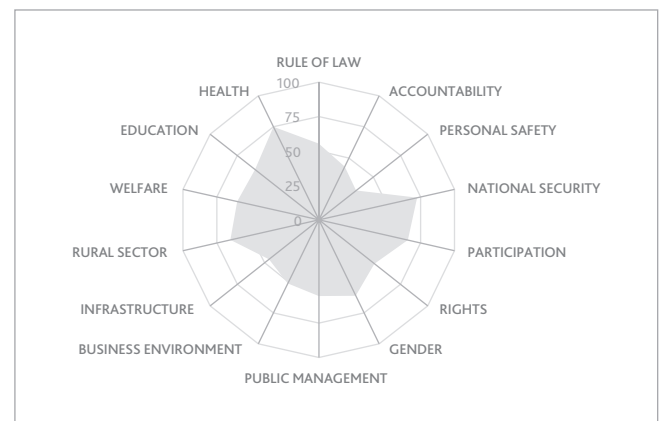 RULE OF LAW
100
HEALTH
ACCOUNTABILITY
75
EDUCATION
PERSONAL SAFETY
50
WELFARE
25
NATIONAL SECURITY
0
RURAL SECTOR
PARTICIPATION
INFRASTRUCTURE
RIGHTS
BUSINESS ENVIRONMENT
GENDER
PUBLIC MANAGEMENT